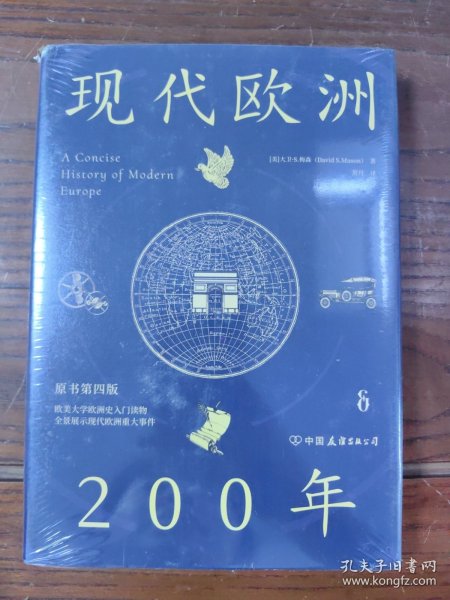 现代欧洲
A Concise
History of Modern
Europe
[美]大卫·S.梅森 (David S.Mason) 著
原书第四版
欧美大学欧洲史入门读物
全景展示现代欧洲重大事件
中国友谊出版公司
200年
孔夫子旧书网
www.kongfz.com